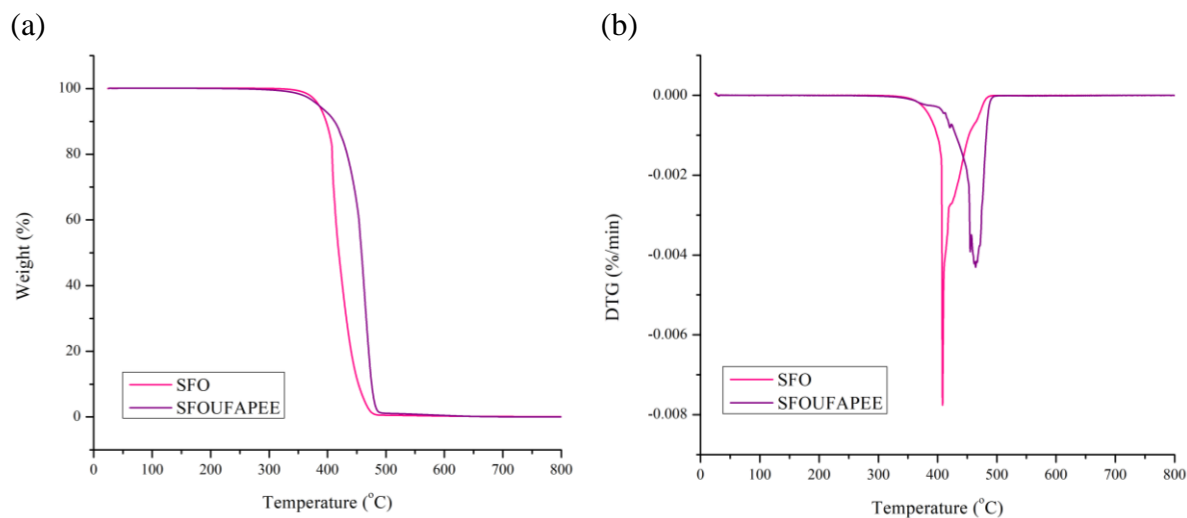 (a)
(b)
Weight (%)
100
80
60
40
20
0
SFO
SFOUFAPEE
0 100 200 300 400 500 600 700 800
Temperature (°C)
DTG (%/min)
0.000
-0.002
-0.004
-0.006
-0.008
SFO
SFOUFAPEE
0 100 200 300 400 500 600 700 800
Temperature (°C)